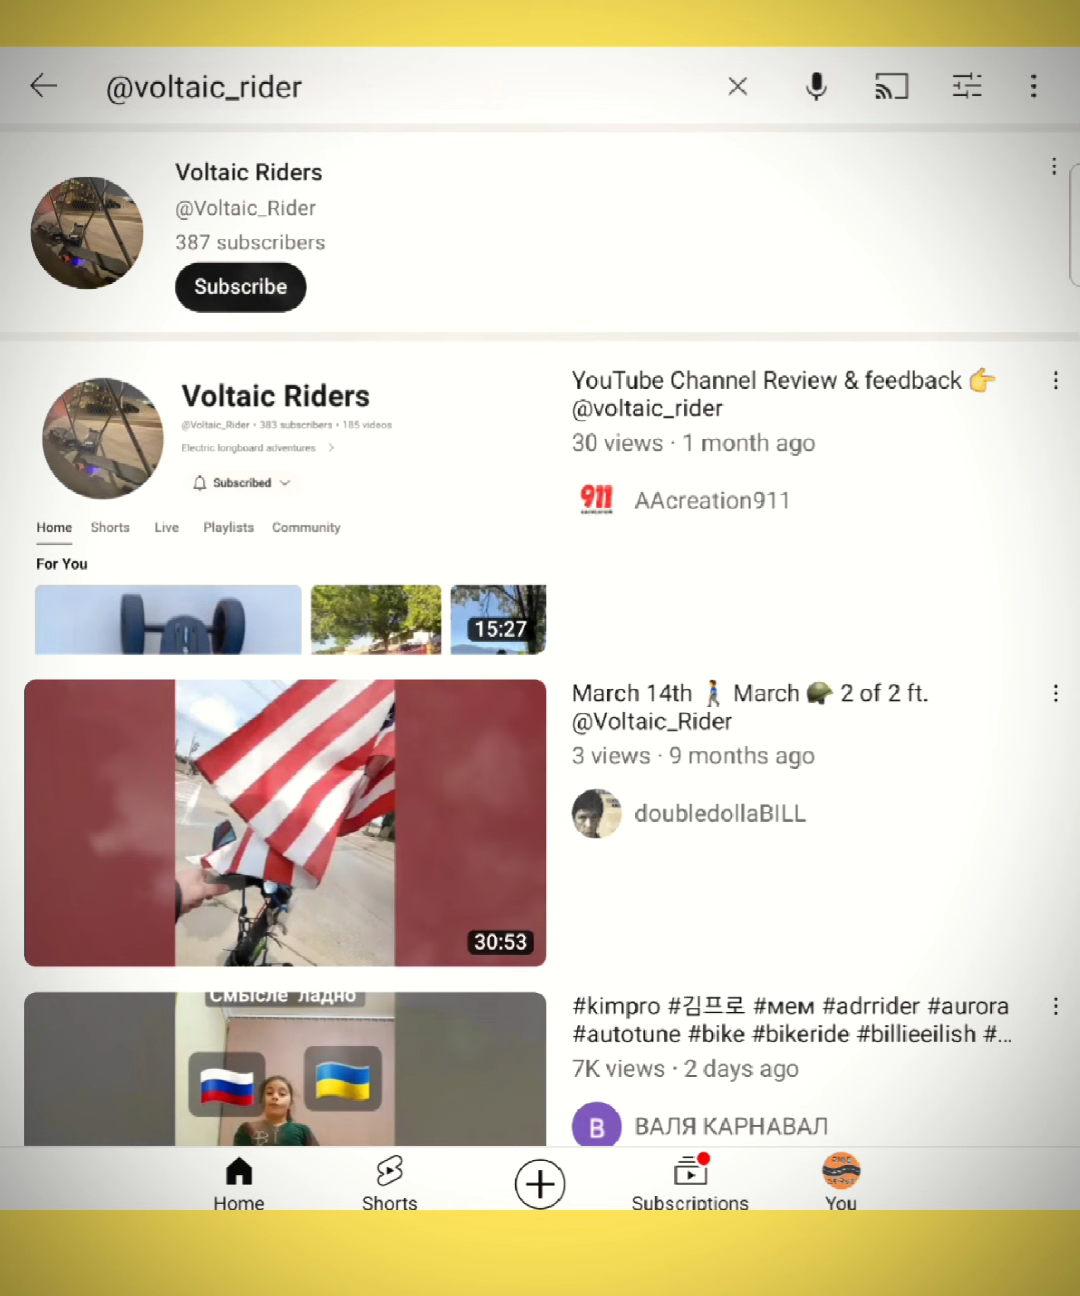 @voltaic_rider
Voltaic Riders
@Voltaic_Rider
387 subscribers
Subscribe
Voltaic Riders
@Voltaic_Rider • 383 subscribers • 185 videos
Electric longboard adventures
Subscribed
Home Shorts Live Playlists Community
For You
15:27
YouTube Channel Review & feedback 👉
@voltaic_rider
30 views · 1 month ago
911
AAcreation911
30:53
March 14th 🚶 March 🪖 2 of 2 ft.
@Voltaic_Rider
3 views · 9 months ago
doubledollaBILL
Смысле ладно
#kimpro #김프로 #мем #adrrider #aurora
#autotune #bike #bikeride #billieeilish #...
7K views · 2 days ago
В
ВАЛЯ КАРНАВАЛ
Home
Shorts
Subscriptions
You